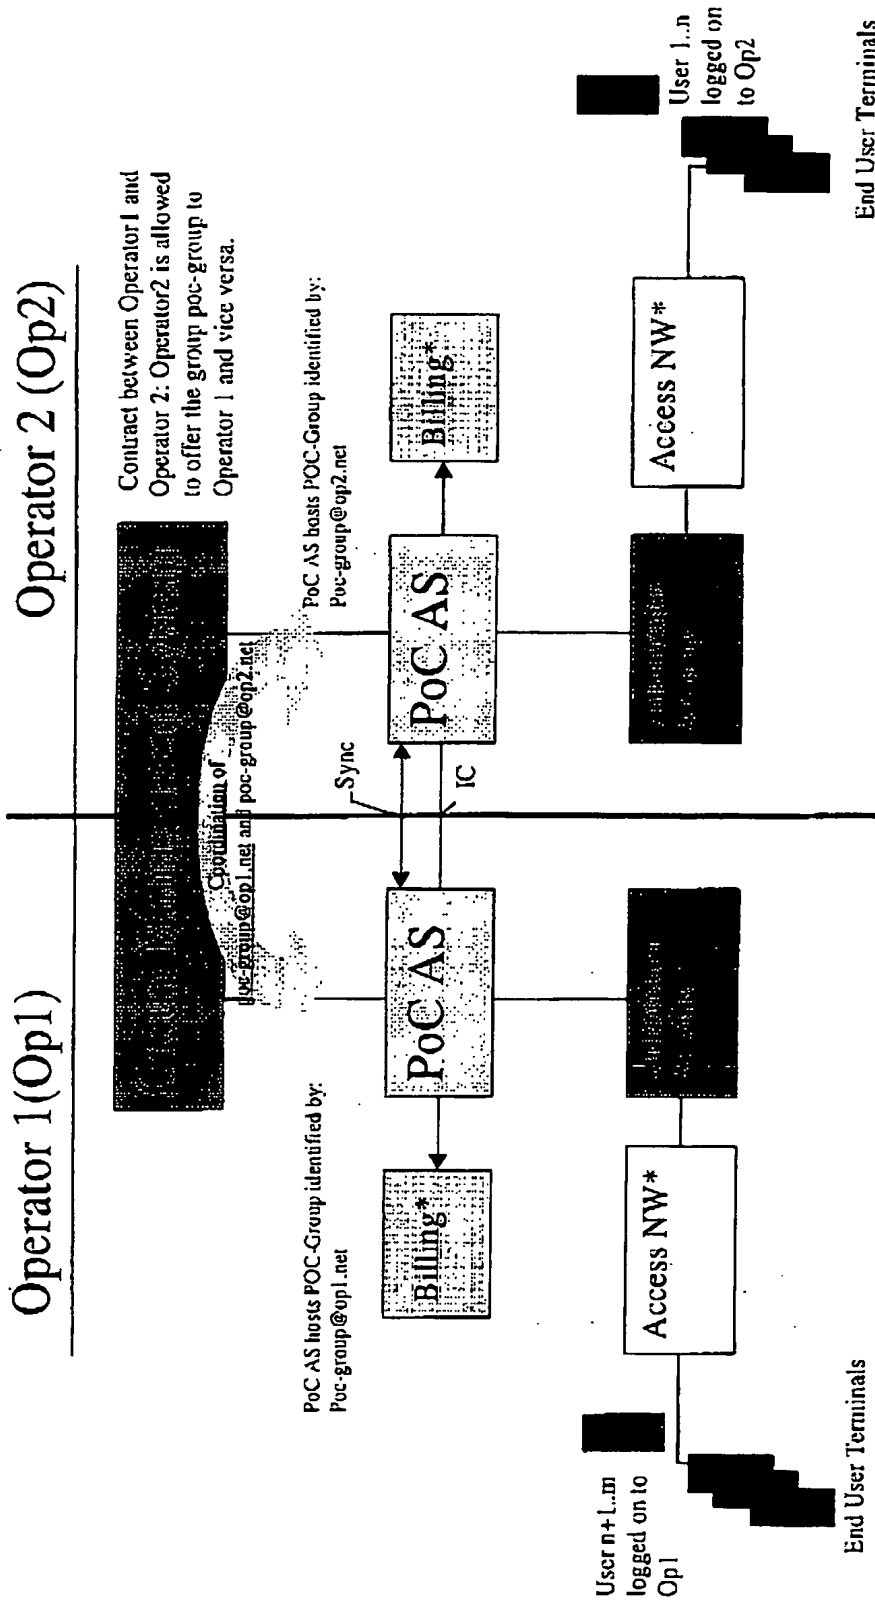 Operator 1(Op1)
Operator 2 (Op2)
Contract between Operator1 and
Operator 2: Operator2 is allowed
to offer the group poc-group to
Operator 1 and vice versa.
Coordination of
poc-group@op1.net and poc-group@op2.net
PoC AS hosts POC-Group identified by:
Poc-group@op1.net
PoC AS hosts POC-Group identified by:
Poc-group@op2.net
Sync
IC
Billing*
PoC AS
PoC AS
Billing*
Access NW*
Access NW*
User n+1..m
logged on to
Op1
User 1..n
logged on
to Op2
End User Terminals
End User Terminals